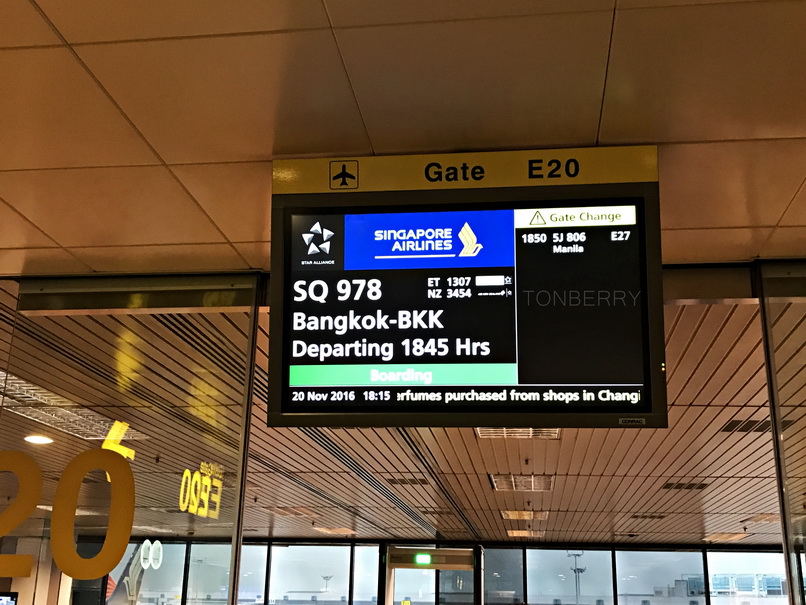 Gate E20
STAR ALLIANCE
SINGAPORE
AIRLINES
Gate Change
1850 5J 806 E27
Manila
SQ 978
ET 1307
NZ 3454
TONBERRY
Bangkok-BKK
Departing 1845 Hrs
Boarding
20 Nov 2016 18:15 erfumes purchased from shops in Changi
20
E20